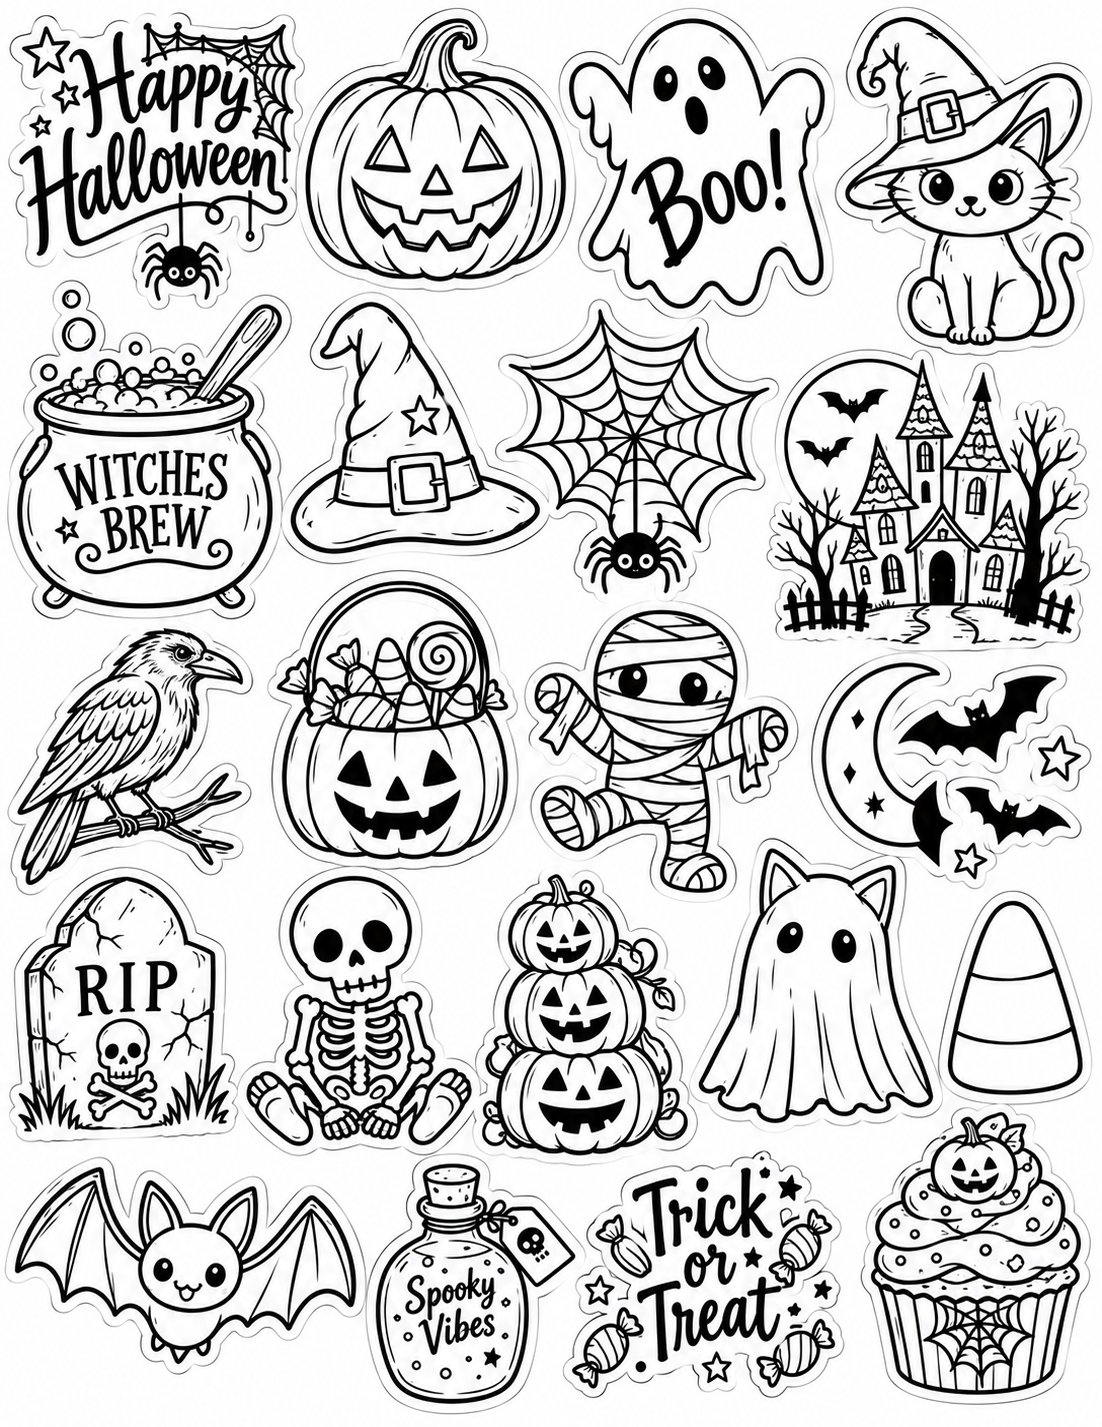 Happy
Halloween
Boo!
WITCHES
BREW
RIP
Spooky
Vibes
Trick
or
Treat